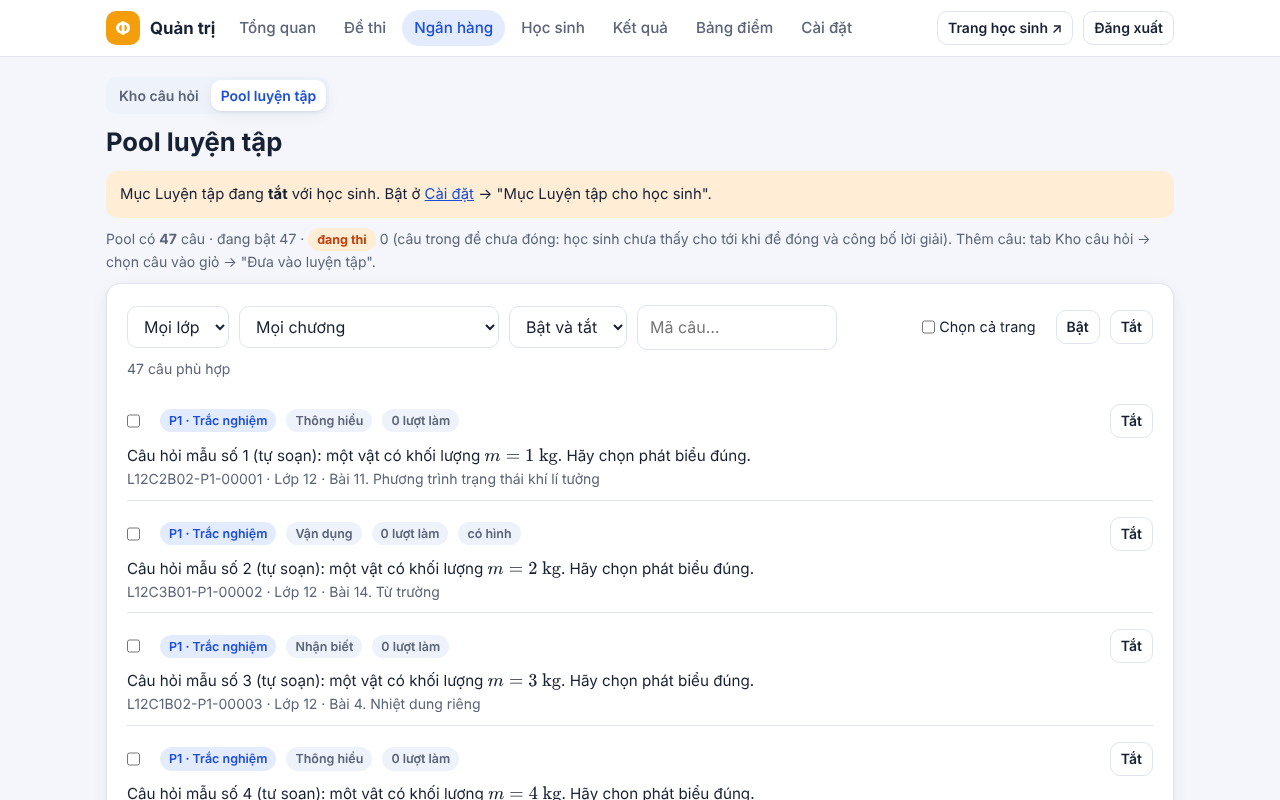 Φ Quản trị Tổng quan Đề thi Ngân hàng Học sinh Kết quả Bảng điểm Cài đặt Trang học sinh ↗ Đăng xuất
Kho câu hỏi Pool luyện tập
Pool luyện tập
Mục Luyện tập đang tắt với học sinh. Bật ở Cài đặt → "Mục Luyện tập cho học sinh".
Pool có 47 câu · đang bật 47 · đang thi 0 (câu trong đề chưa đóng: học sinh chưa thấy cho tới khi đề đóng và công bố lời giải). Thêm câu: tab Kho câu hỏi →
chọn câu vào giỏ → "Đưa vào luyện tập".
Mọi lớp Mọi chương Bật và tắt Mã câu... Chọn cả trang Bật Tắt
47 câu phù hợp
P1 · Trắc nghiệm Thông hiểu 0 lượt làm Tắt
Câu hỏi mẫu số 1 (tự soạn): một vật có khối lượng m = 1 kg. Hãy chọn phát biểu đúng.
L12C2B02-P1-00001 · Lớp 12 · Bài 11. Phương trình trạng thái khí lí tưởng
P1 · Trắc nghiệm Vận dụng 0 lượt làm có hình Tắt
Câu hỏi mẫu số 2 (tự soạn): một vật có khối lượng m = 2 kg. Hãy chọn phát biểu đúng.
L12C3B01-P1-00002 · Lớp 12 · Bài 14. Từ trường
P1 · Trắc nghiệm Nhận biết 0 lượt làm Tắt
Câu hỏi mẫu số 3 (tự soạn): một vật có khối lượng m = 3 kg. Hãy chọn phát biểu đúng.
L12C1B02-P1-00003 · Lớp 12 · Bài 4. Nhiệt dung riêng
P1 · Trắc nghiệm Thông hiểu 0 lượt làm Tắt
Câu hỏi mẫu số 4 (tự soạn): một vật có khối lượng m = 4 kg. Hãy chọn phát biểu đúng.